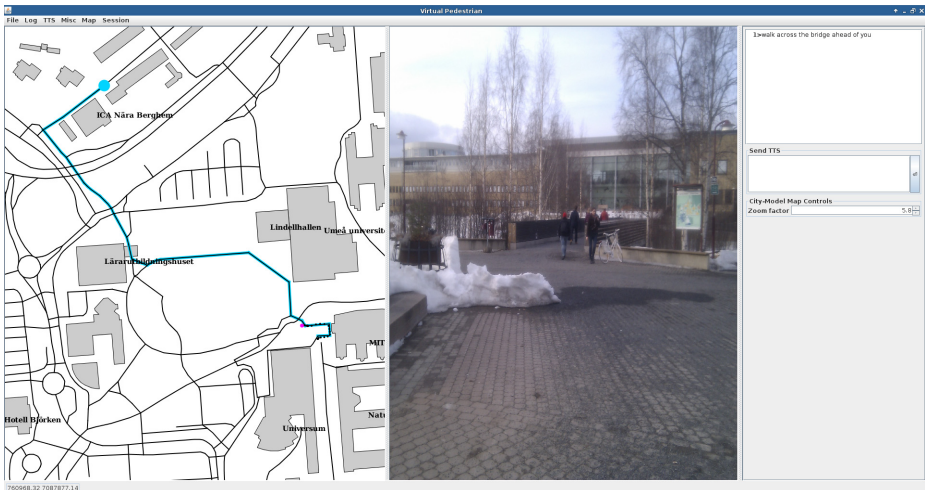 Virtual Pedestrian
File Log TTS Misc Map Session
ICA Nära Berghem
Lindellhallen
Umeå universit
Lärarutbildningshuset
MIT
Hotell Björken
Natu
Universum
1>walk across the bridge ahead of you
Send TTS
City-Model Map Controls
Zoom factor 5.8
760968.32 7087877.14